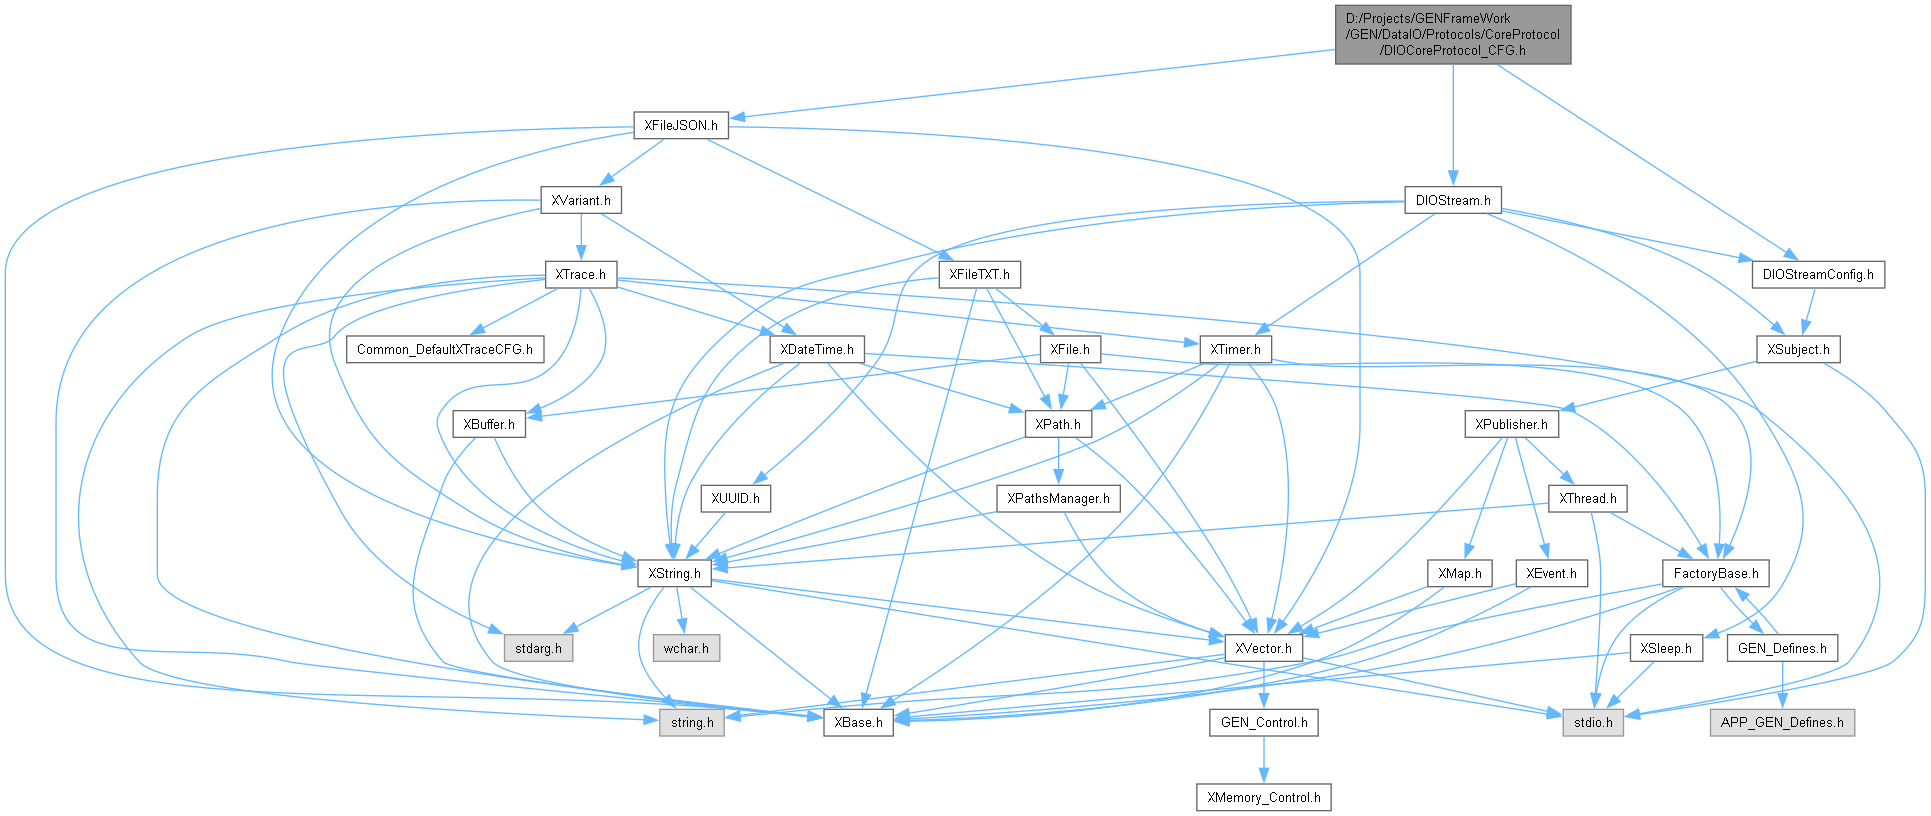 D:/Projects/GENFrameWork
/GEN/DataIO/Protocols/CoreProtocol
/DIOCoreProtocol_CFG.h
XFileJSON.h
XVariant.h
DIOStream.h
XTrace.h
XFileTXT.h
DIOStreamConfig.h
Common_DefaultXTraceCFG.h
XDateTime.h
XFile.h
XTimer.h
XSubject.h
XBuffer.h
XPath.h
XPublisher.h
XUUID.h
XPathsManager.h
XThread.h
XString.h
XMap.h
XEvent.h
FactoryBase.h
stdarg.h
wchar.h
XVector.h
XSleep.h
GEN_Defines.h
string.h
XBase.h
GEN_Control.h
stdio.h
APP_GEN_Defines.h
XMemory_Control.h